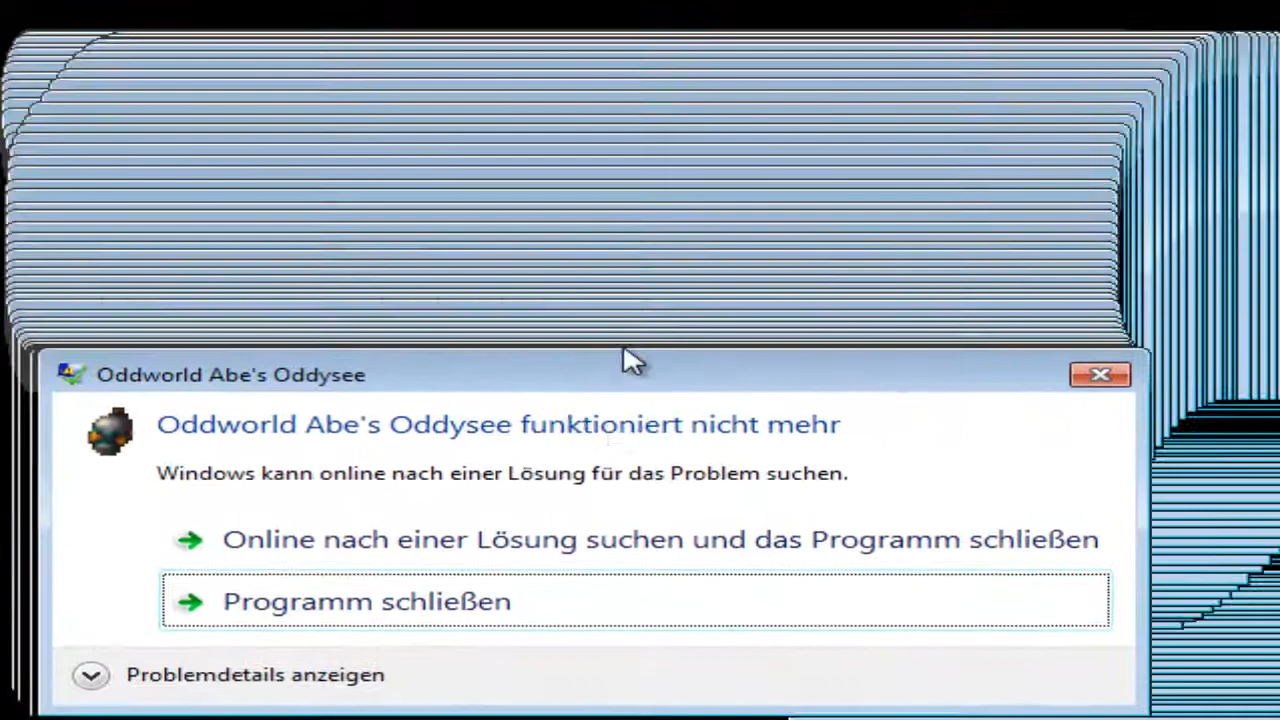 Oddworld Abe's Oddysee
Oddworld Abe's Oddysee funktioniert nicht mehr
Windows kann online nach einer Lösung für das Problem suchen.
Online nach einer Lösung suchen und das Programm schließen
Programm schließen
Problemdetails anzeigen